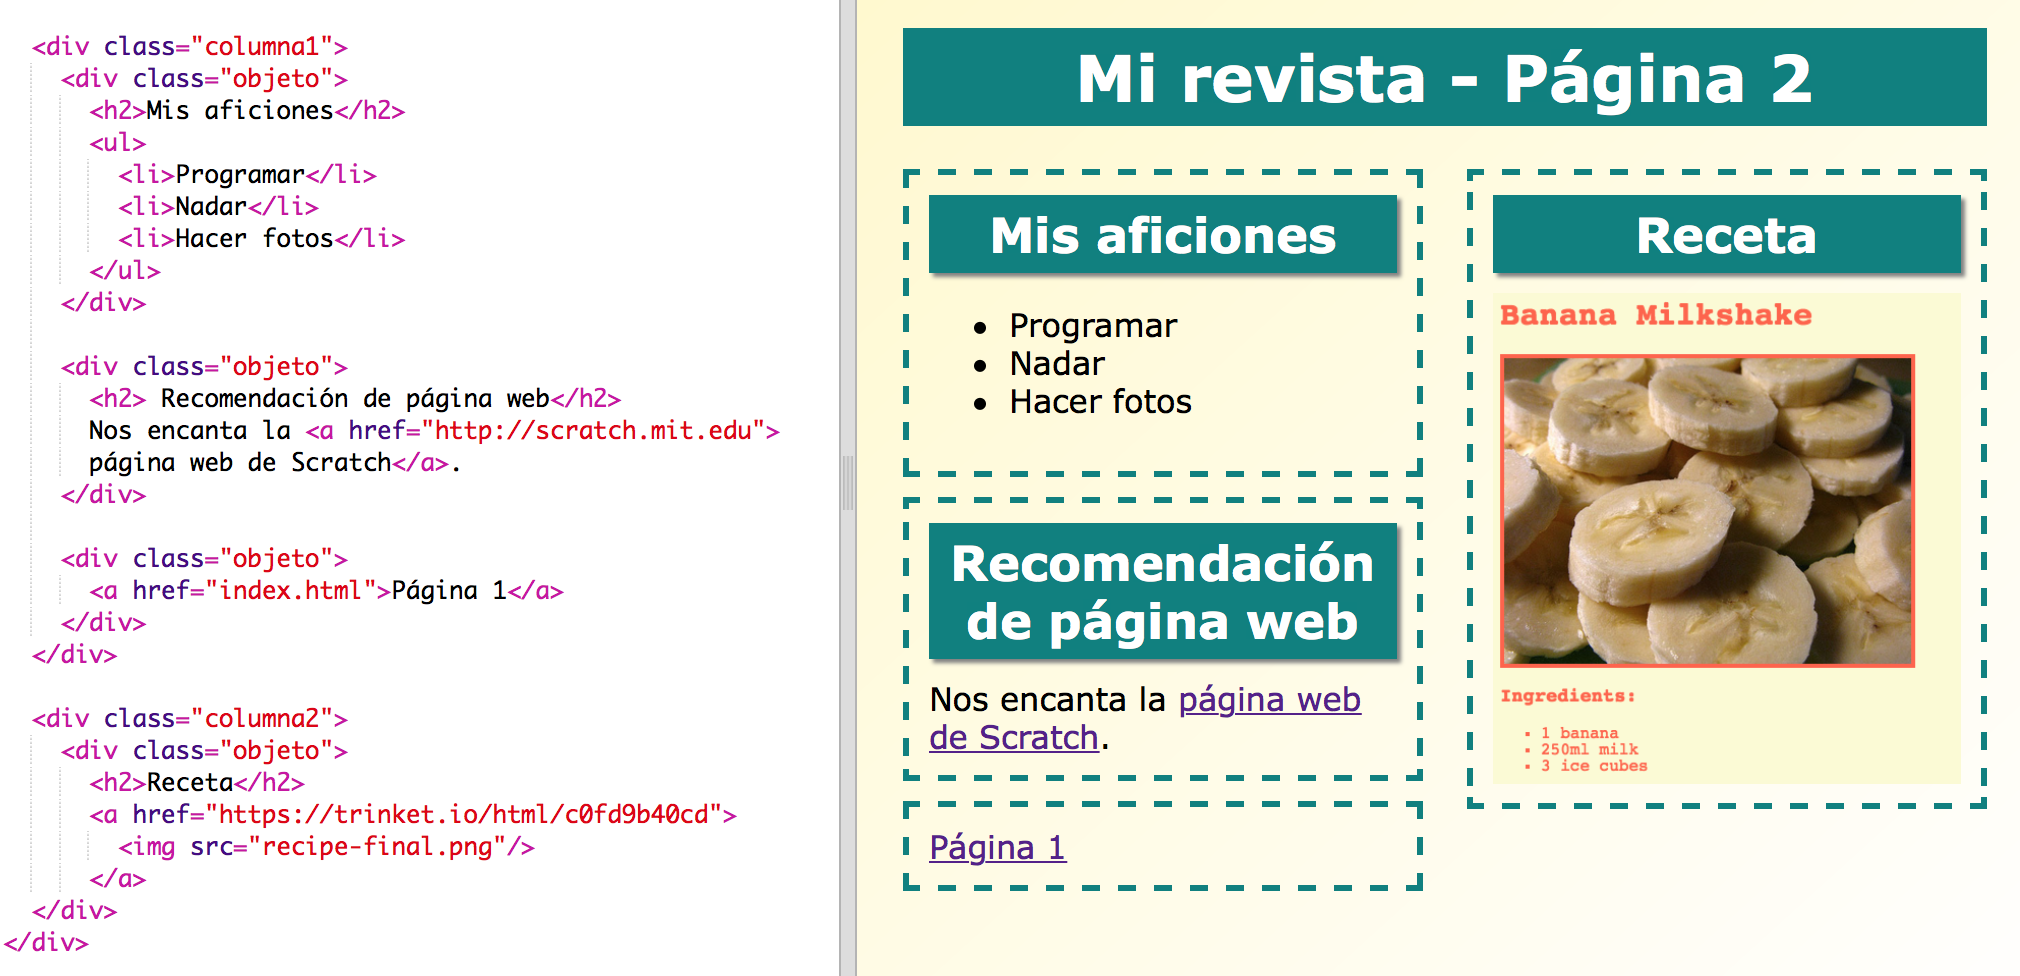 <div class="columna1">
<div class="objeto">
<h2>Mis aficiones</h2>
<ul>
<li>Programar</li>
<li>Nadar</li>
<li>Hacer fotos</li>
</ul>
</div>
<div class="objeto">
<h2> Recomendación de página web</h2>
Nos encanta la <a href="http://scratch.mit.edu">
página web de Scratch</a>.
</div>
<div class="objeto">
<a href="index.html">Página 1</a>
</div>
</div>
<div class="columna2">
<div class="objeto">
<h2>Receta</h2>
<a href="https://trinket.io/html/c0fd9b40cd">
<img src="recipe-final.png"/>
</a>
</div>
</div>
Mi revista - Página 2
Mis aficiones
• Programar
• Nadar
• Hacer fotos
Recomendación
de página web
Nos encanta la página web
de Scratch.
Página 1
Receta
Banana Milkshake
Ingredients:
• 1 banana
• 250ml milk
• 3 ice cubes